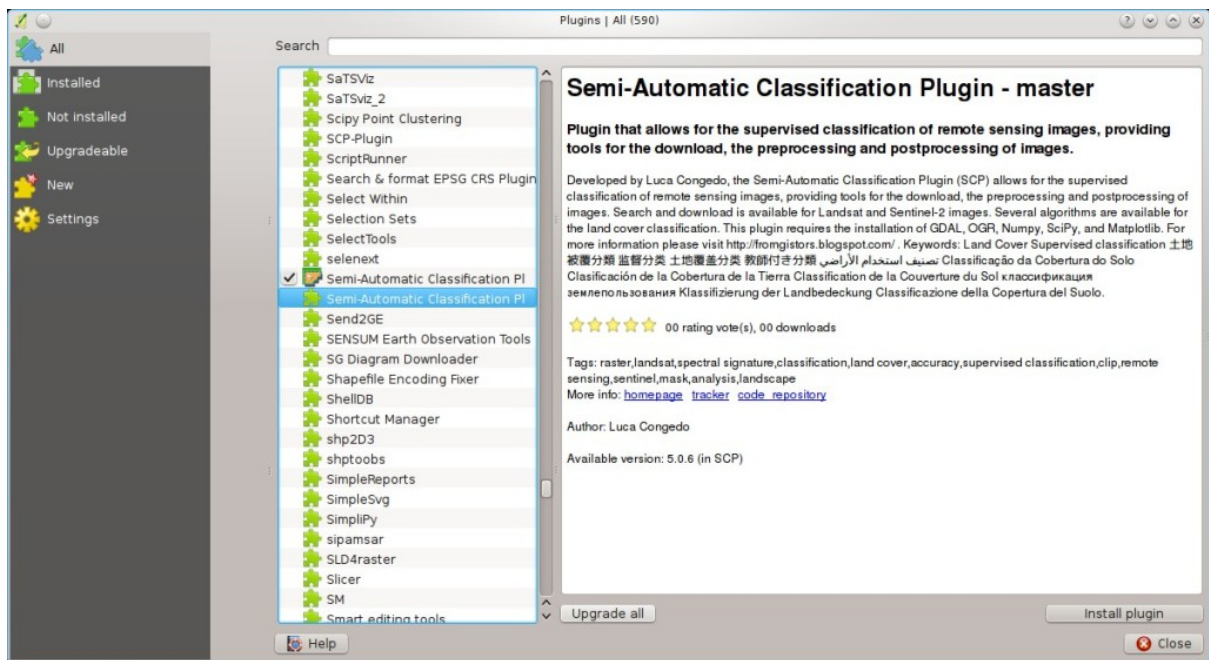 Plugins | All (590)
All
Installed
Not installed
Upgradeable
New
Settings
Search
SaTSViz
SaTSviz_2
Scipy Point Clustering
SCP-Plugin
ScriptRunner
Search & format EPSG CRS Plugin
Select Within
Selection Sets
SelectTools
selenext
Semi-Automatic Classification Pl
Semi-Automatic Classification Pl
Send2GE
SENSUM Earth Observation Tools
SG Diagram Downloader
Shapefile Encoding Fixer
ShellDB
Shortcut Manager
shp2D3
shptoobs
SimpleReports
SimpleSvg
SimpliPy
sipamsar
SLD4raster
Slicer
SM
Smart editing tools
Semi-Automatic Classification Plugin - master
Plugin that allows for the supervised classification of remote sensing images, providing
tools for the download, the preprocessing and postprocessing of images.
Developed by Luca Congedo, the Semi-Automatic Classification Plugin (SCP) allows for the supervised
classification of remote sensing images, providing tools for the download, the preprocessing and postprocessing of
images. Search and download is available for Landsat and Sentinel-2 images. Several algorithms are available for
the land cover classification. This plugin requires the installation of GDAL, OGR, Numpy, SciPy, and Matplotlib. For
more information please visit http://fromgistors.blogspot.com/ . Keywords: Land Cover Supervised classification 土地
被覆分類 监督分类 土地覆盖分类 教師付き分類 تصنيف استخدام الأراضي Classificação da Cobertura do Solo
Clasificación de la Cobertura de la Tierra Classification de la Couverture du Sol классификация
землепользования Klassifizierung der Landbedeckung Classificazione della Copertura del Suolo.
00 rating vote(s), 00 downloads
Tags: raster,landsat,spectral signature,classification,land cover,accuracy,supervised classification,clip,remote
sensing,sentinel,mask,analysis,landscape
More info: homepage tracker code_repository
Author: Luca Congedo
Available version: 5.0.6 (in SCP)
Upgrade all
Install plugin
Help
Close